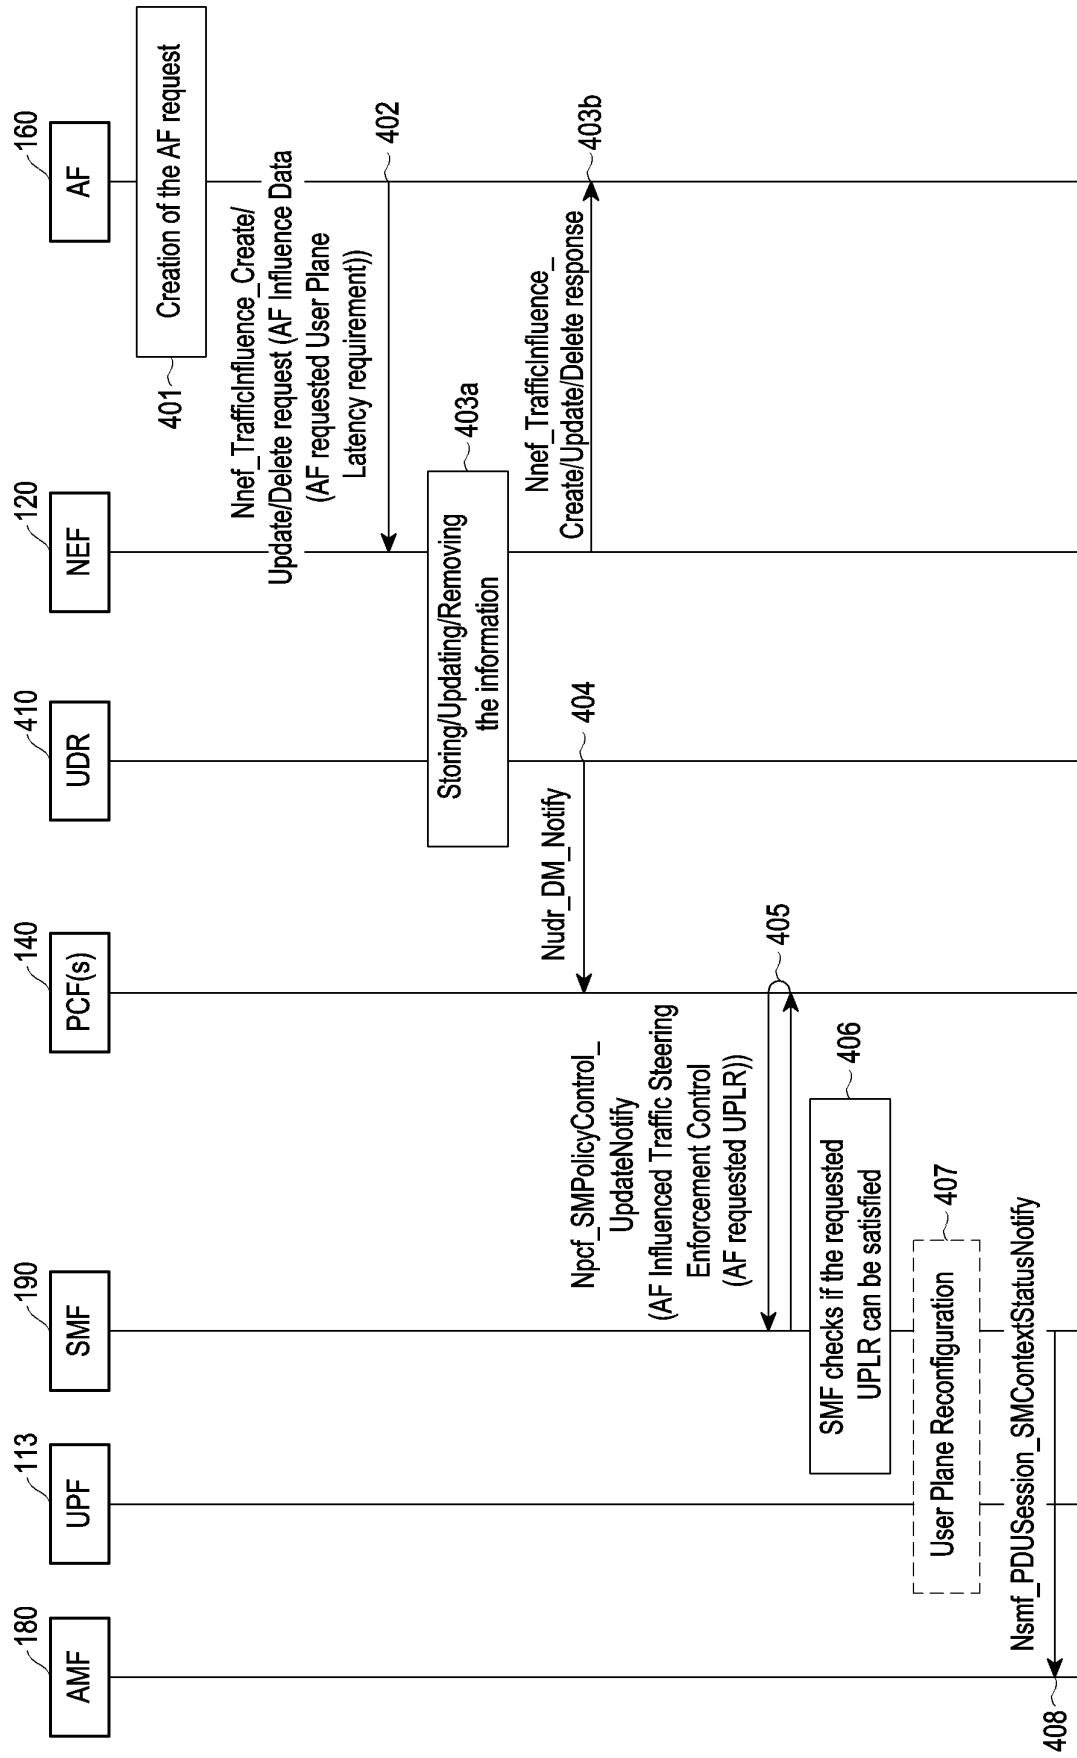 180
AMF
113
UPF
190
SMF
140
PCF(s)
410
UDR
120
NEF
160
AF
401
Creation of the AF request
Nnef_TrafficInfluence_Create/
Update/Delete request (AF Influence Data
(AF requested User Plane
Latency requirement))
402
Storing/Updating/Removing
the information
403a
Nnef_TrafficInfluence_
Create/Update/Delete response
403b
Nudr_DM_Notify
404
Npcf_SMPolicyControl_
UpdateNotify
(AF Influenced Traffic Steering
Enforcement Control
(AF requested UPLR))
405
SMF checks if the requested
UPLR can be satisfied
406
User Plane Reconfiguration
407
Nsmf_PDUSession_SMContextStatusNotify
408